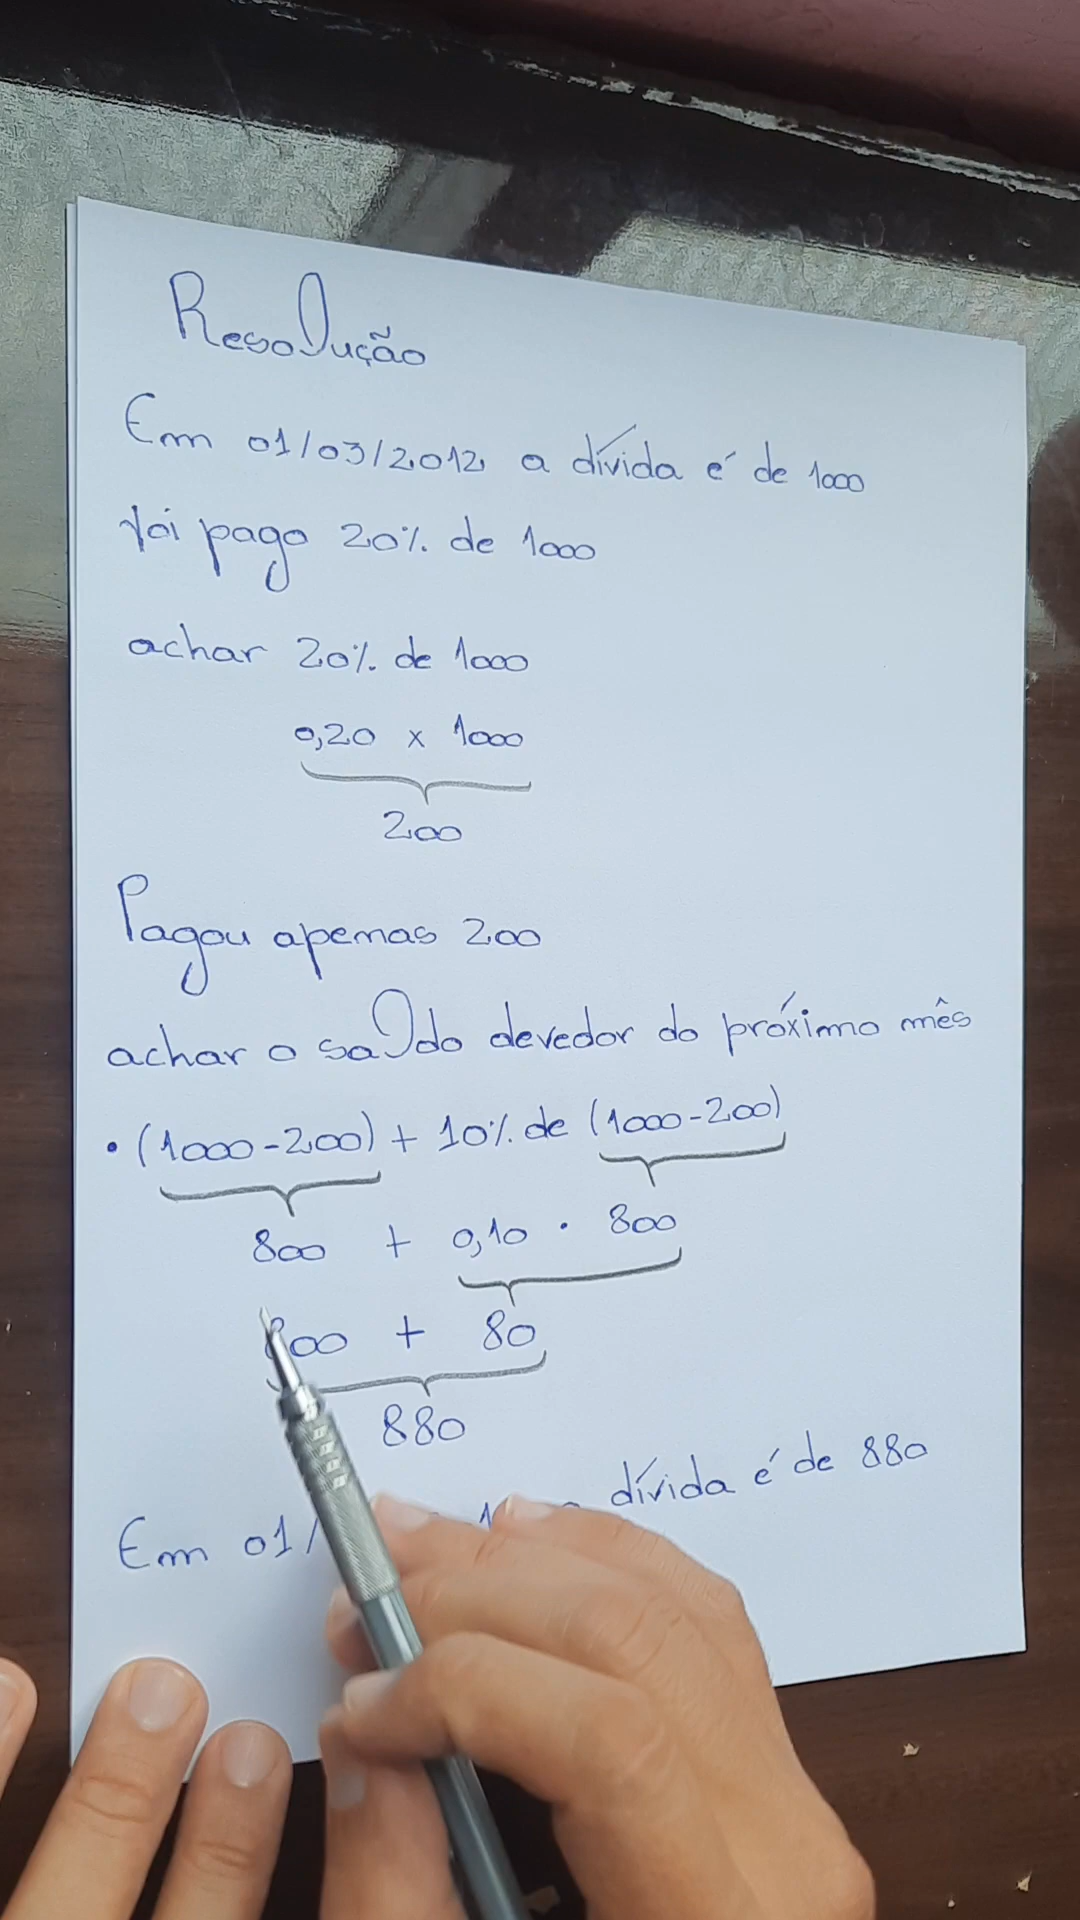 Resolução
Em 01/03/2012 a dívida é de 1000
foi pago 20% de 1000
achar 20% de 1000
0,20 x 1000
200
Pagou apenas 200
achar o saldo devedor do próximo mês
• (1000-200) + 10% de (1000-200)
800 + 0,10 · 800
800 + 80
880
Em 01/ dívida é de 880